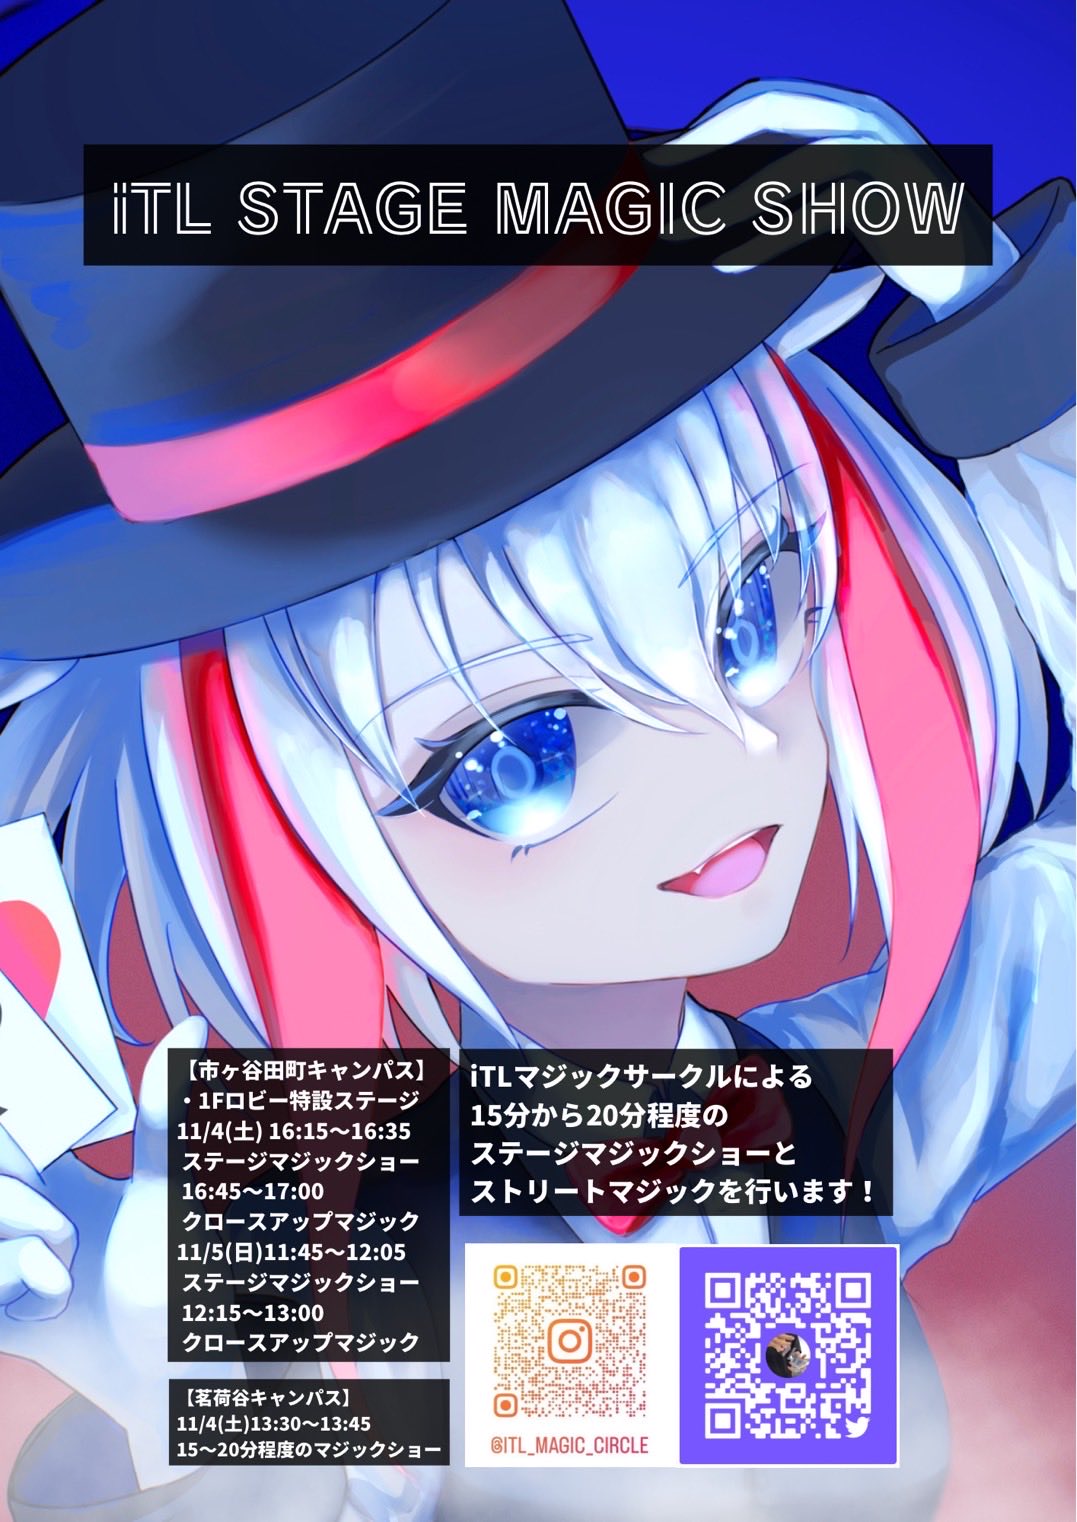 iTL STAGE MAGIC SHOW
【市ヶ谷田町キャンパス】
・1Fロビー特設ステージ
11/4(土) 16:15～16:35
ステージマジックショー
16:45～17:00
クロースアップマジック
11/5(日)11:45～12:05
ステージマジックショー
12:15～13:00
クロースアップマジック
【茗荷谷キャンパス】
11/4(土)13:30～13:45
15～20分程度のマジックショー
iTLマジックサークルによる
15分から20分程度の
ステージマジックショーと
ストリートマジックを行います！
@ITL_MAGIC_CIRCLE